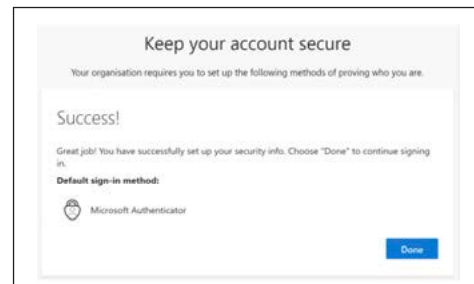 Keep your account secure
Your organisation requires you to set up the following methods of proving who you are.
Success!
Great job! You have successfully set up your security info. Choose "Done" to continue signing
in.
Default sign-in method:
Microsoft Authenticator
Done